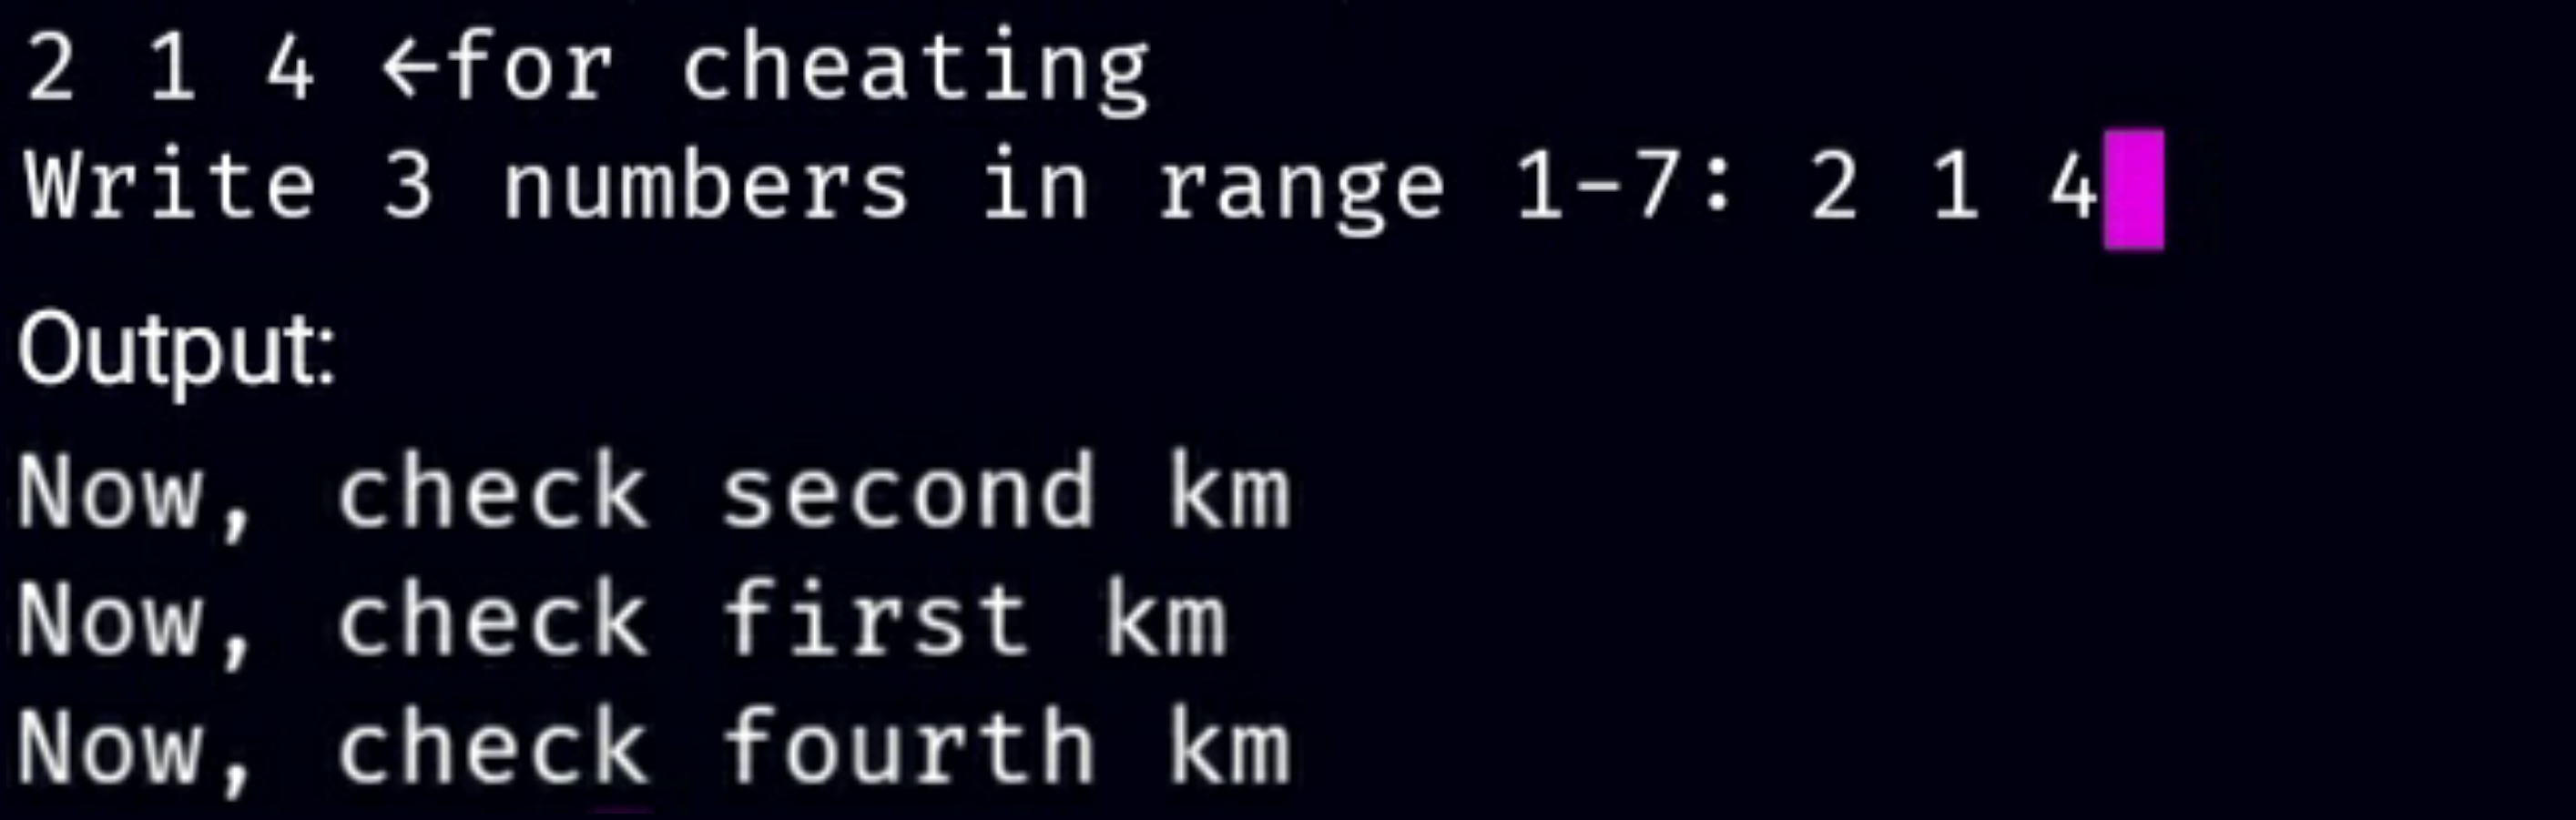 2 1 4 ←for cheating
Write 3 numbers in range 1-7: 2 1 4
Output:
Now, check second km
Now, check first km
Now, check fourth km